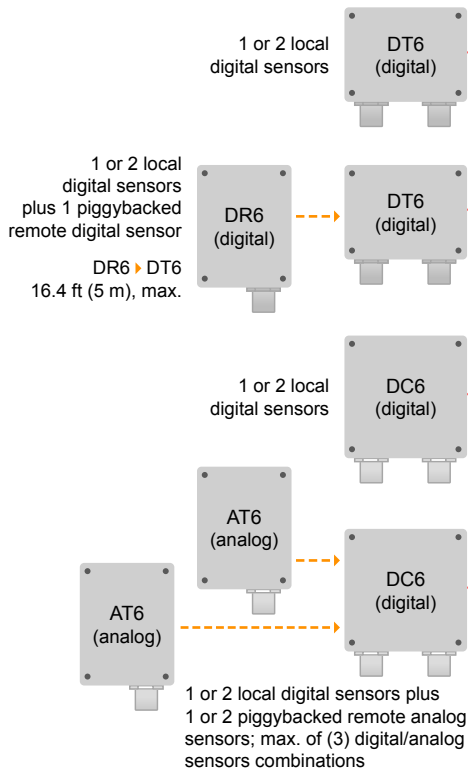 1 or 2 local
digital sensors
DT6
(digital)
1 or 2 local
digital sensors
plus 1 piggybacked
remote digital sensor
DR6 ▸ DT6
16.4 ft (5 m), max.
DR6
(digital)
DT6
(digital)
1 or 2 local
digital sensors
DC6
(digital)
AT6
(analog)
AT6
(analog)
DC6
(digital)
1 or 2 local digital sensors plus
1 or 2 piggybacked remote analog
sensors; max. of (3) digital/analog
sensors combinations